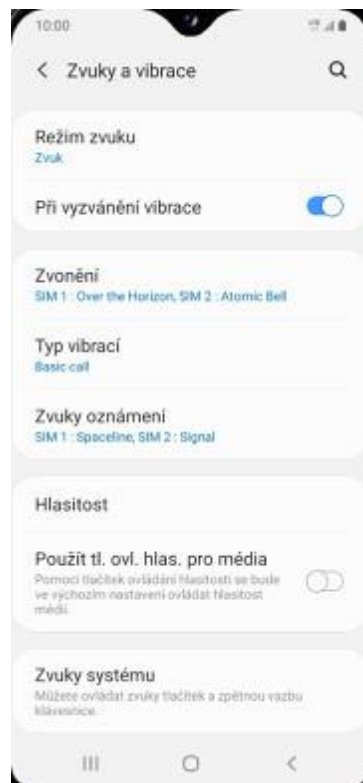 10:00
Zvuky a vibrace
Režim zvuku
Zvuk
Při vyzvánění vibrace
Zvonění
SIM 1 : Over the Horizon, SIM 2 : Atomic Bell
Typ vibrací
Basic call
Zvuky oznámení
SIM 1 : Spaceline, SIM 2 : Signal
Hlasitost
Použít tl. ovl. hlas. pro média
Pomocí tlačítek ovládání hlasitosti se bude
ve výchozím nastavení ovládat hlasitost
médií.
Zvuky systému
Můžete ovládat zvuky tlačítek a zpětnou vazbu
klávesnice.